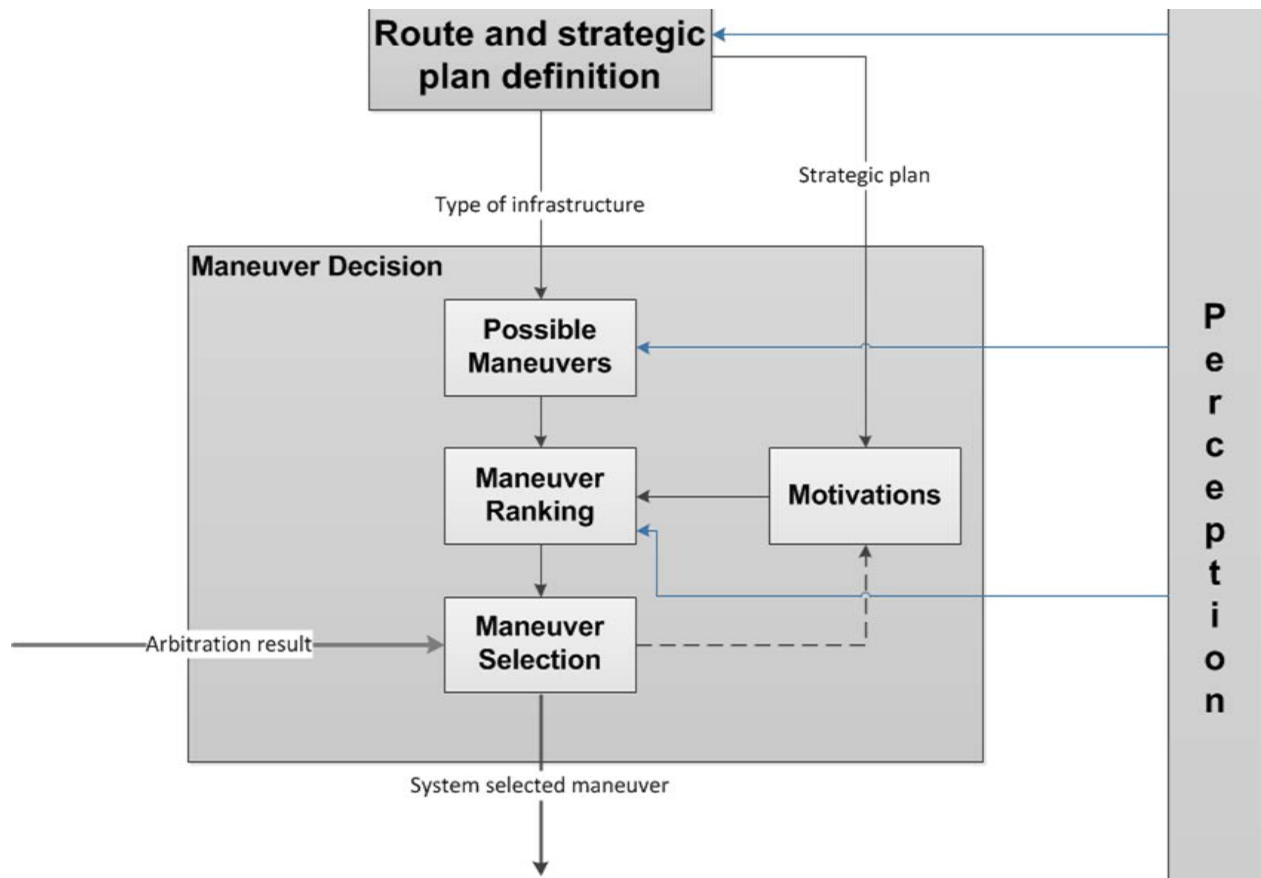 Route and strategic
plan definition
Strategic plan
Type of infrastructure
Maneuver Decision
Possible
Maneuvers
Maneuver
Ranking
Motivations
Maneuver
Selection
Arbitration result
System selected maneuver
P
e
r
c
e
p
t
i
o
n